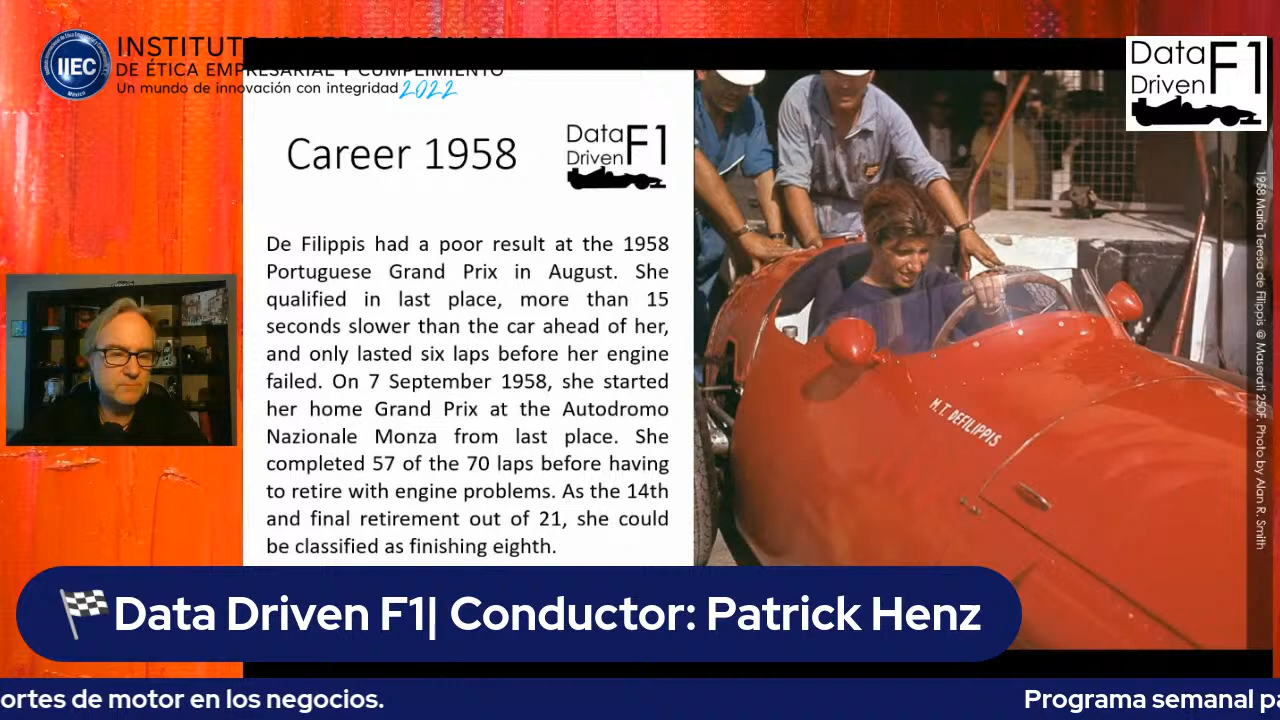 INSTITUTO
DE ÉTICA EMPRESARIAL Y CUMPLIMIENTO
Un mundo de innovación con integridad 2022
IIEC
México
Data
Driven F1
Career 1958
Data
Driven F1
De Filippis had a poor result at the 1958
Portuguese Grand Prix in August. She
qualified in last place, more than 15
seconds slower than the car ahead of her,
and only lasted six laps before her engine
failed. On 7 September 1958, she started
her home Grand Prix at the Autodromo
Nazionale Monza from last place. She
completed 57 of the 70 laps before having
to retire with engine problems. As the 14th
and final retirement out of 21, she could
be classified as finishing eighth.
M.T. DEFILIPPIS
1958 Maria Teresa de Filippis @ Maserati 250F. Photo by Alan R. Smith
Data Driven F1| Conductor: Patrick Henz
ortes de motor en los negocios.
Programa semanal pa